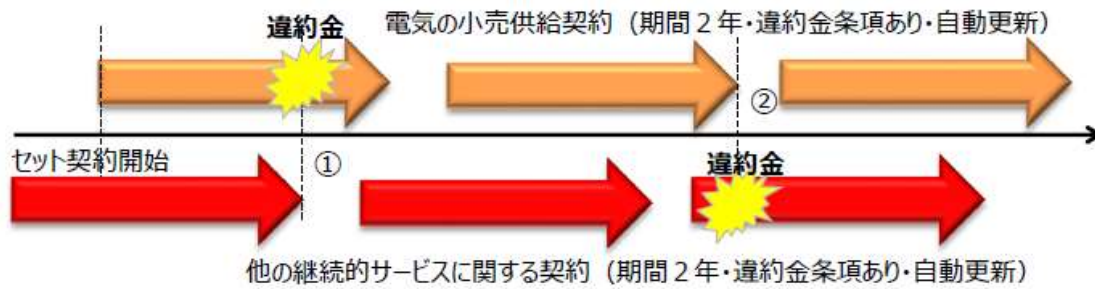 違約金
電気の小売供給契約（期間２年・違約金条項あり・自動更新）
②
セット契約開始
①
違約金
他の継続的サービスに関する契約（期間２年・違約金条項あり・自動更新）